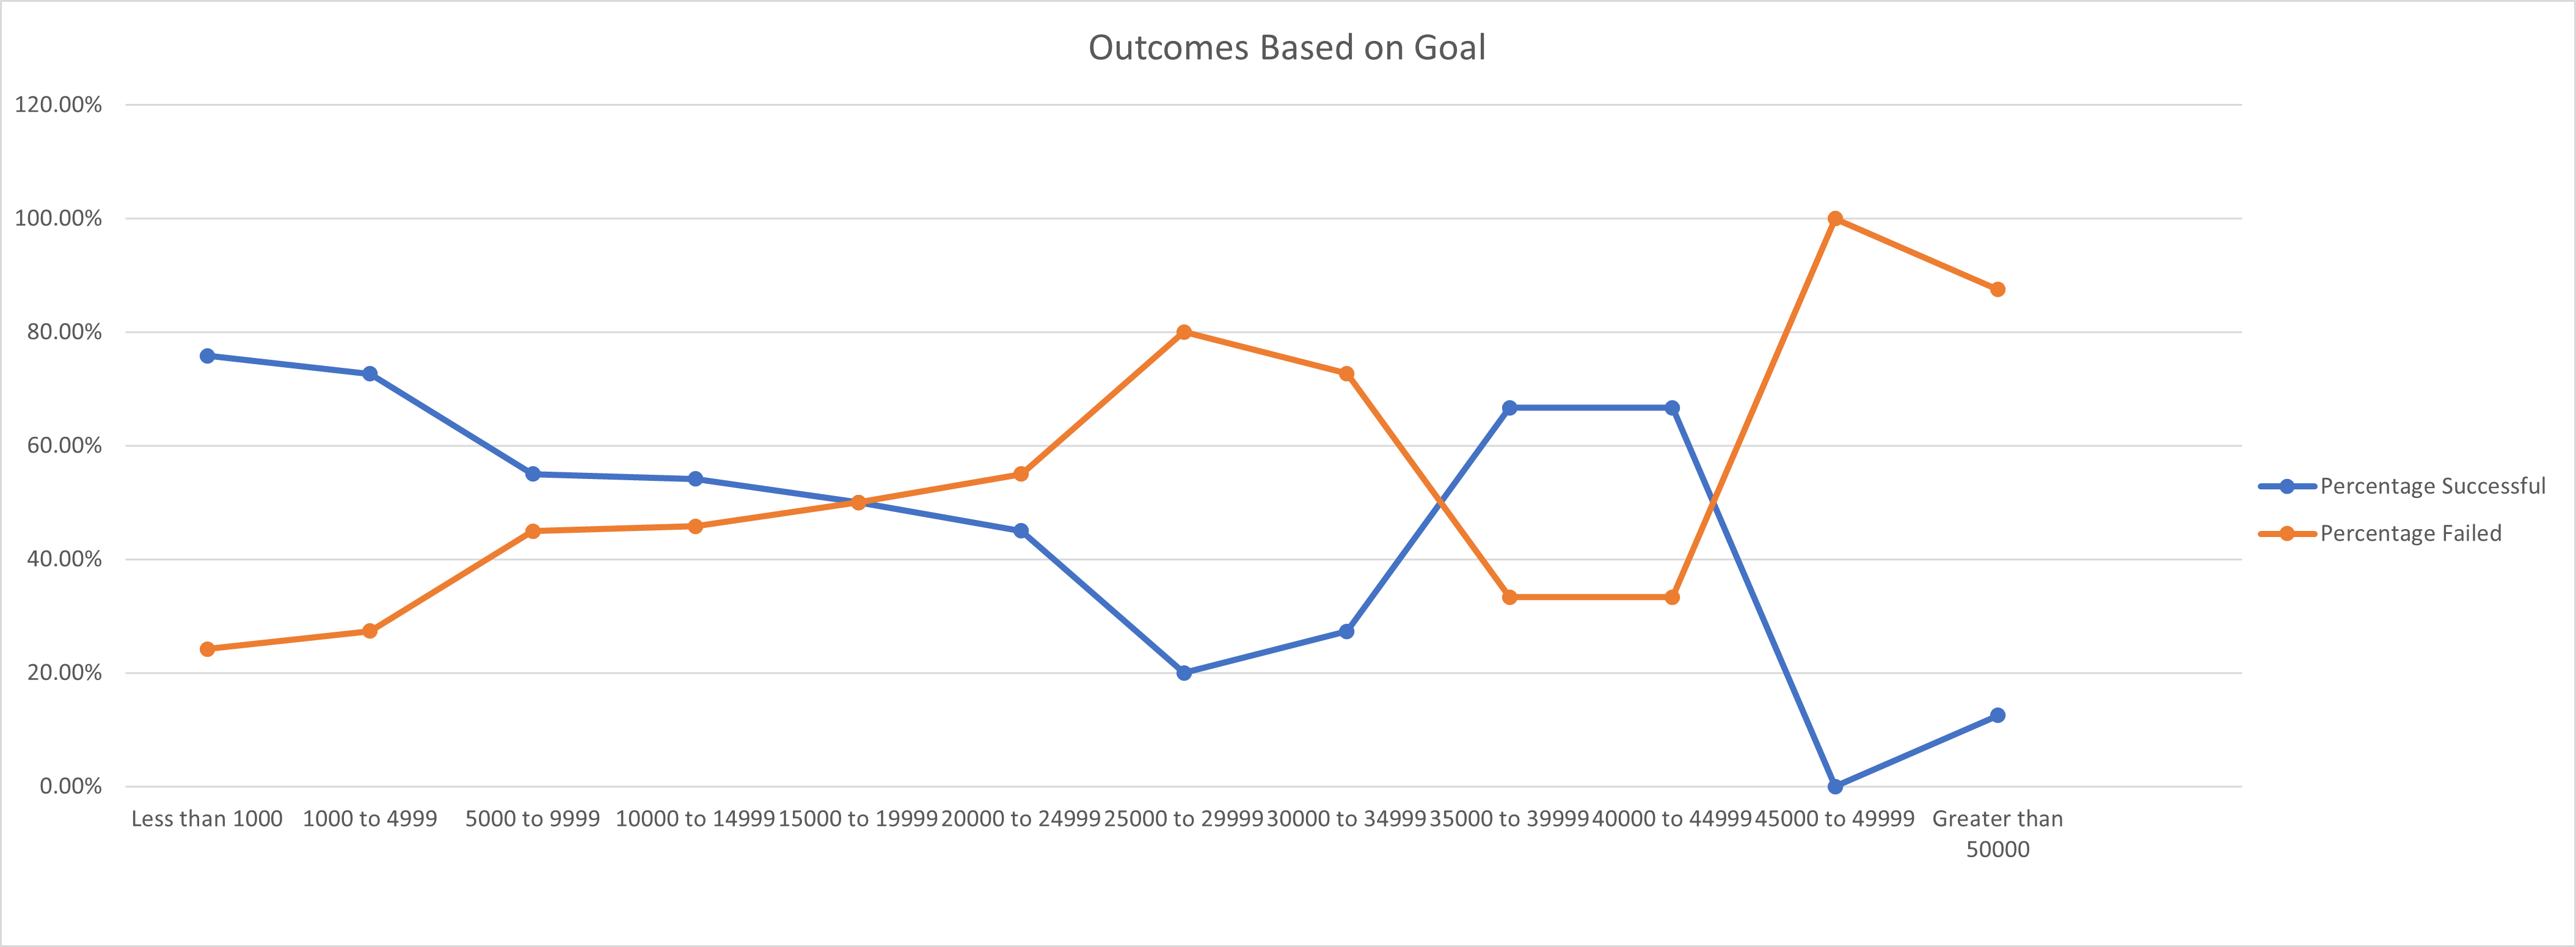 Outcomes Based on Goal
120.00%
100.00%
80.00%
60.00%
40.00%
20.00%
0.00%
Less than 1000 1000 to 4999 5000 to 9999 10000 to 14999 15000 to 19999 20000 to 24999 25000 to 29999 30000 to 34999 35000 to 39999 40000 to 44999 45000 to 49999 Greater than
50000
Percentage Successful
Percentage Failed